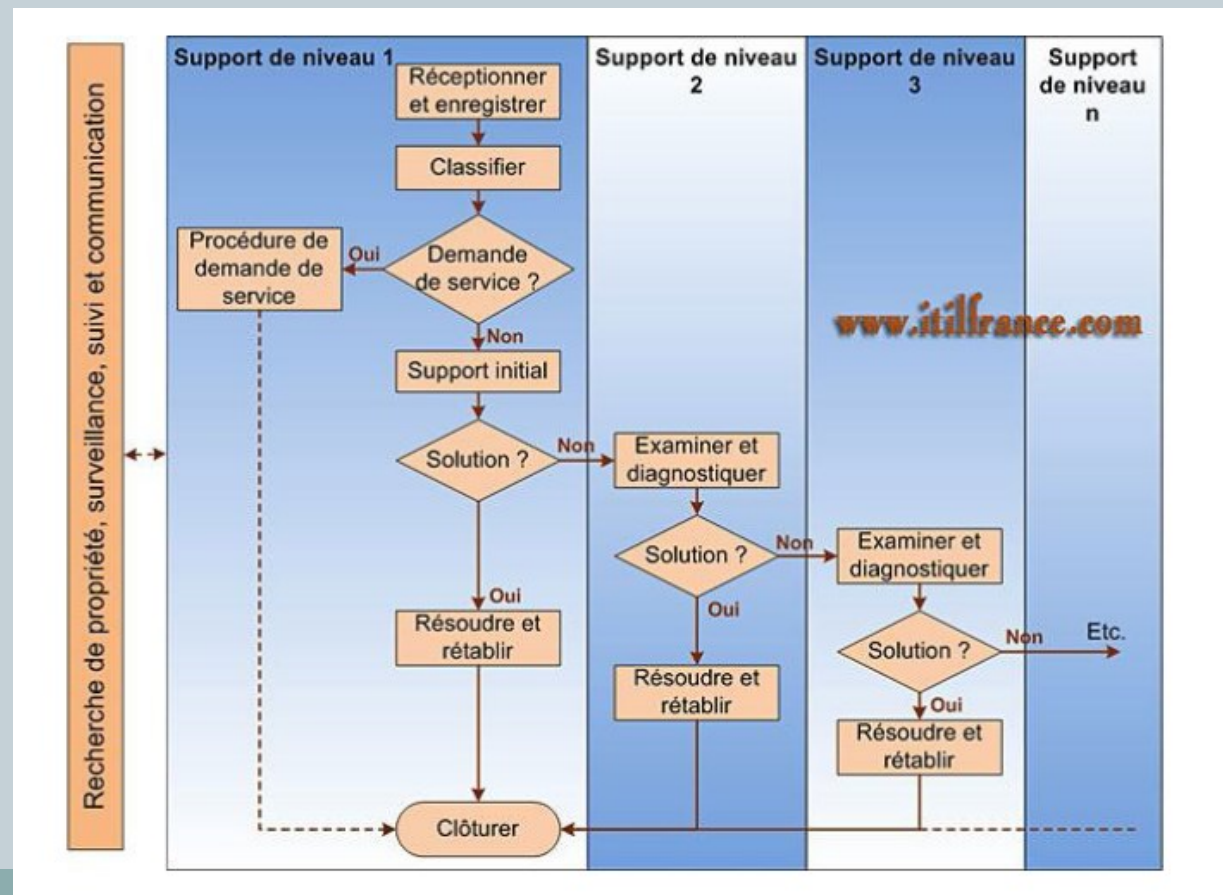 Recherche de propriété, surveillance, suivi et communication
Support de niveau 1
Réceptionner
et enregistrer
Classifier
Demande
de service ?
Oui
Procédure de
demande de
service
Non
Support initial
Solution ?
Non
Oui
Résoudre et
rétablir
Clôturer
Support de niveau
2
Examiner et
diagnostiquer
Solution ?
Non
Oui
Résoudre et
rétablir
Support de niveau
3
www.itilfrance.com
Examiner et
diagnostiquer
Solution ?
Non
Oui
Résoudre et
rétablir
Support
de niveau
n
Etc.